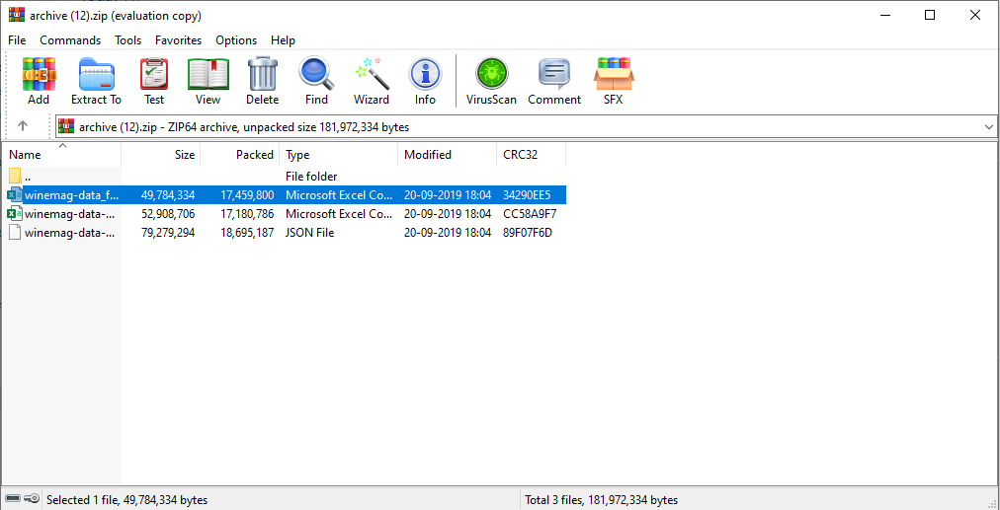 archive (12).zip (evaluation copy)
File Commands Tools Favorites Options Help
Add Extract To Test View Delete Find Wizard Info VirusScan Comment SFX
archive (12).zip - ZIP64 archive, unpacked size 181,972,334 bytes
Name Size Packed Type Modified CRC32
.. File folder
winemag-data_f... 49,784,334 17,459,800 Microsoft Excel Co... 20-09-2019 18:04 34290EE5
winemag-data-... 52,908,706 17,180,786 Microsoft Excel Co... 20-09-2019 18:04 CC58A9F7
winemag-data-... 79,279,294 18,695,187 JSON File 20-09-2019 18:04 89F07F6D
Selected 1 file, 49,784,334 bytes Total 3 files, 181,972,334 bytes